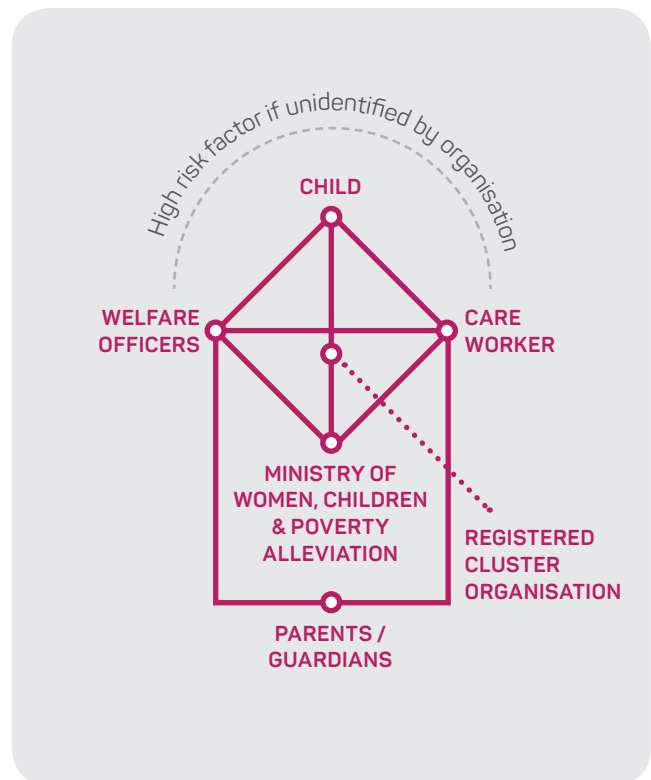 High risk factor if unidentified by organisation
CHILD
WELFARE
OFFICERS
CARE
WORKER
MINISTRY OF
WOMEN, CHILDREN
& POVERTY
ALLEVIATION
REGISTERED
CLUSTER
ORGANISATION
PARENTS /
GUARDIANS